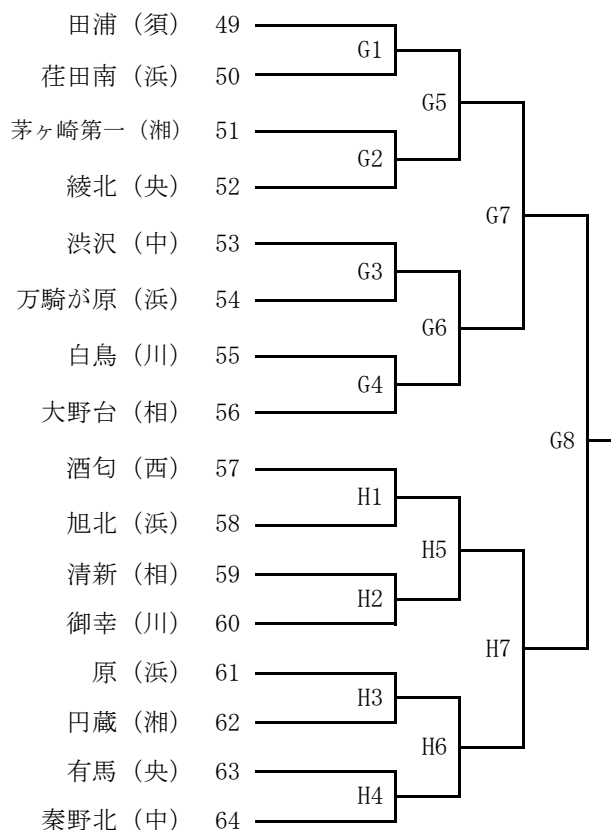 田浦（須） 49
荏田南（浜） 50
茅ヶ崎第一（湘） 51
綾北（央） 52
渋沢（中） 53
万騎が原（浜） 54
白鳥（川） 55
大野台（相） 56
酒匂（西） 57
旭北（浜） 58
清新（相） 59
御幸（川） 60
原（浜） 61
円蔵（湘） 62
有馬（央） 63
秦野北（中） 64
G1
G2
G3
G4
H1
H2
H3
H4
G5
G6
H5
H6
G7
H7
G8